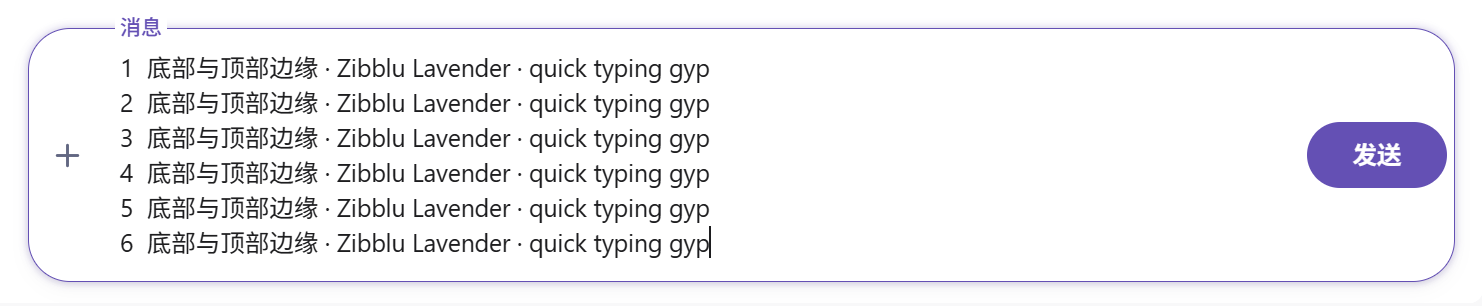 消息
1 底部与顶部边缘 · Zibblu Lavender · quick typing gyp
2 底部与顶部边缘 · Zibblu Lavender · quick typing gyp
3 底部与顶部边缘 · Zibblu Lavender · quick typing gyp
4 底部与顶部边缘 · Zibblu Lavender · quick typing gyp
5 底部与顶部边缘 · Zibblu Lavender · quick typing gyp
6 底部与顶部边缘 · Zibblu Lavender · quick typing gyp
发送